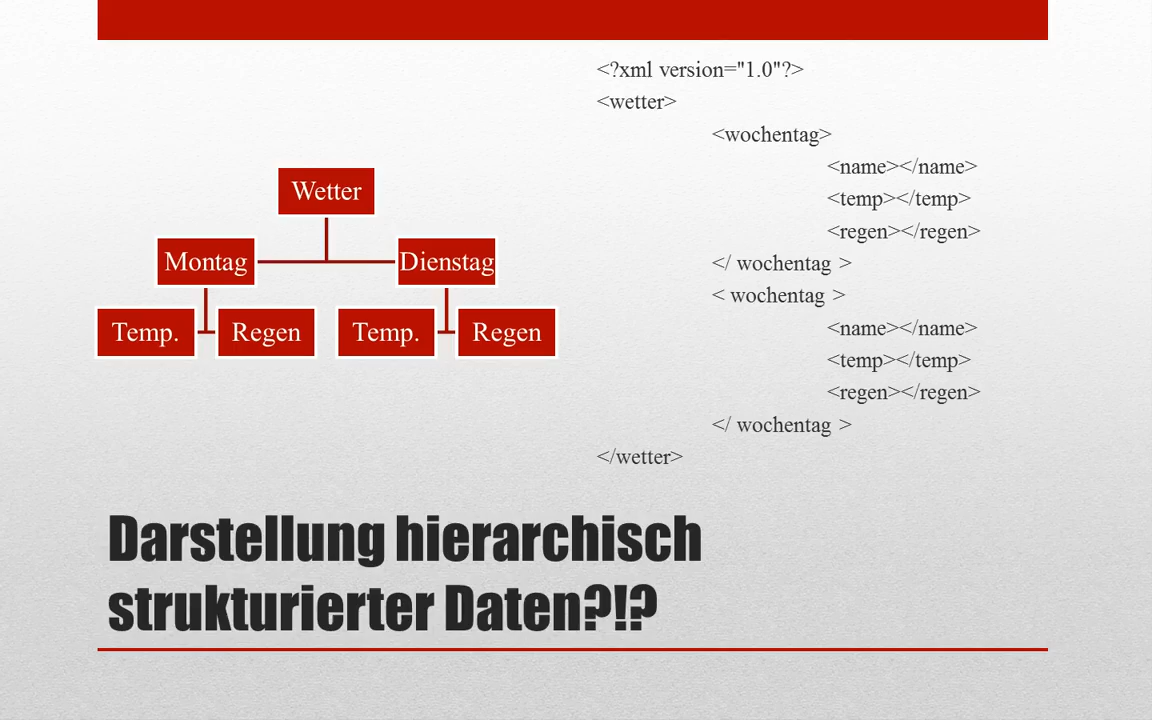 Wetter
Montag Dienstag
Temp. Regen Temp. Regen
<?xml version="1.0"?>
<wetter>
<wochentag>
<name></name>
<temp></temp>
<regen></regen>
</ wochentag >
< wochentag >
<name></name>
<temp></temp>
<regen></regen>
</ wochentag >
</wetter>
Darstellung hierarchisch
strukturierter Daten?!?